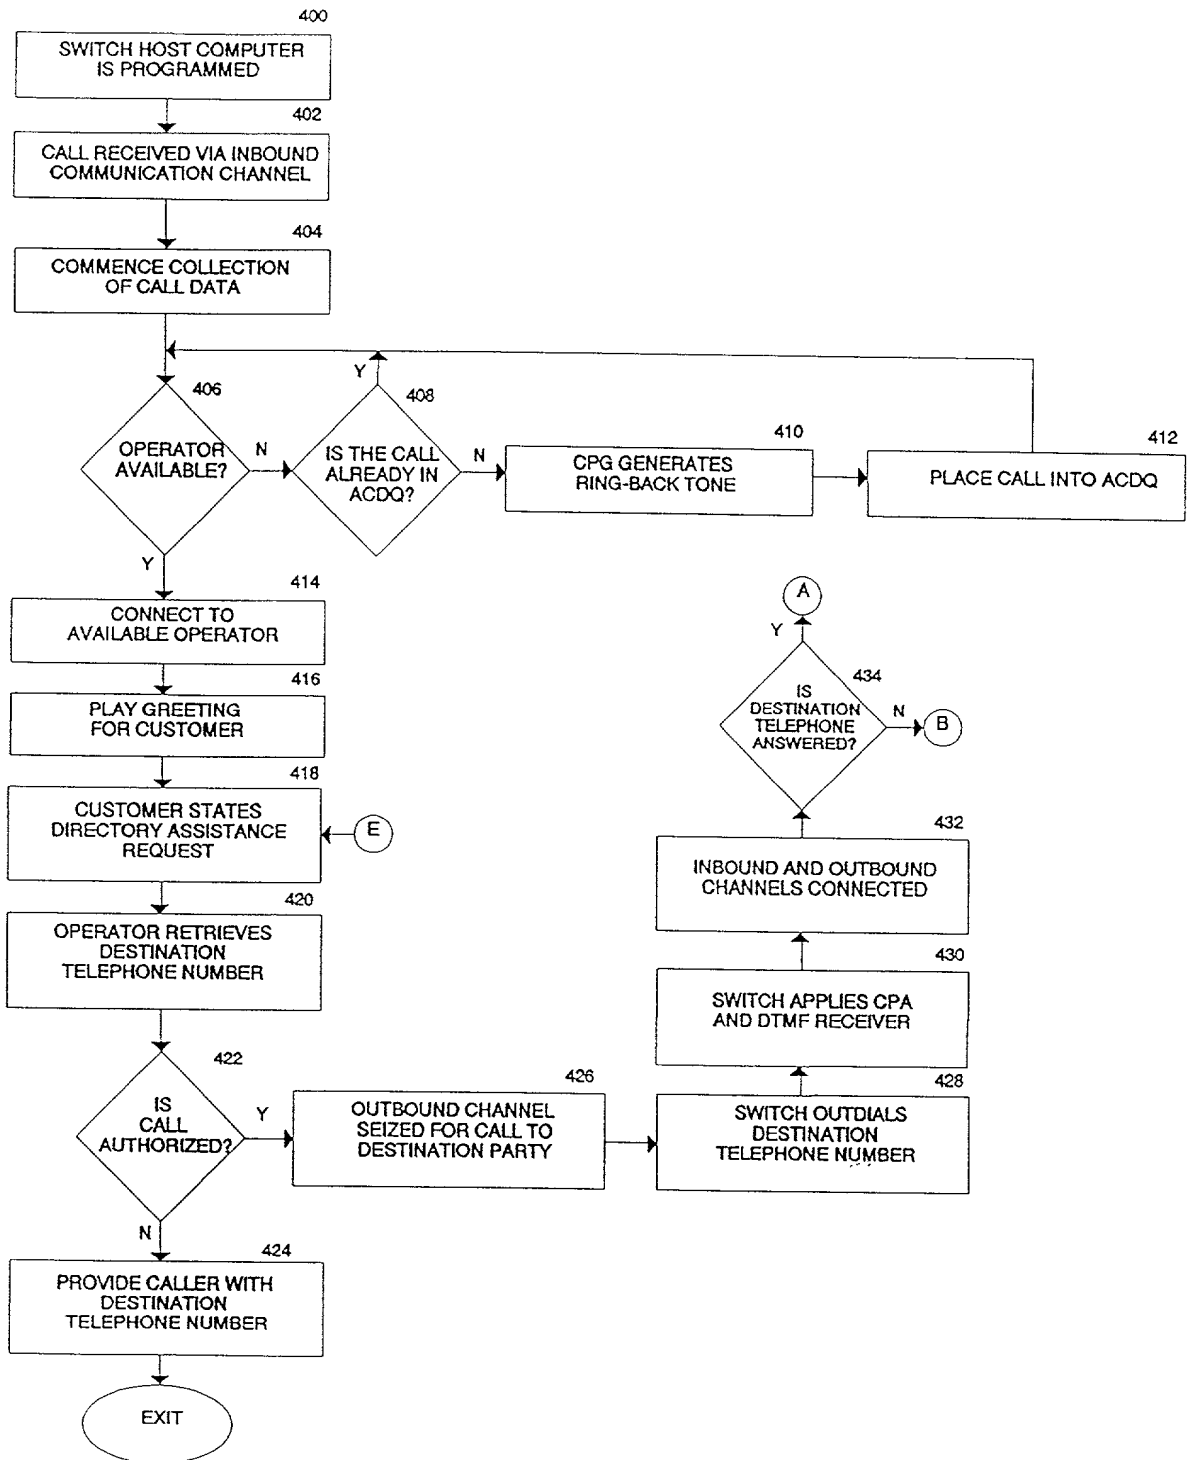 400
SWITCH HOST COMPUTER
IS PROGRAMMED
402
CALL RECEIVED VIA INBOUND
COMMUNICATION CHANNEL
404
COMMENCE COLLECTION
OF CALL DATA
406
OPERATOR
AVAILABLE?
N
Y
408
IS THE CALL
ALREADY IN
ACDQ?
Y
N
410
CPG GENERATES
RING-BACK TONE
412
PLACE CALL INTO ACDQ
414
CONNECT TO
AVAILABLE OPERATOR
416
PLAY GREETING
FOR CUSTOMER
418
CUSTOMER STATES
DIRECTORY ASSISTANCE
REQUEST
E
420
OPERATOR RETRIEVES
DESTINATION
TELEPHONE NUMBER
422
IS
CALL
AUTHORIZED?
Y
N
424
PROVIDE CALLER WITH
DESTINATION
TELEPHONE NUMBER
EXIT
426
OUTBOUND CHANNEL
SEIZED FOR CALL TO
DESTINATION PARTY
428
SWITCH OUTDIALS
DESTINATION
TELEPHONE NUMBER
430
SWITCH APPLIES CPA
AND DTMF RECEIVER
432
INBOUND AND OUTBOUND
CHANNELS CONNECTED
434
IS
DESTINATION
TELEPHONE
ANSWERED?
Y
A
N
B